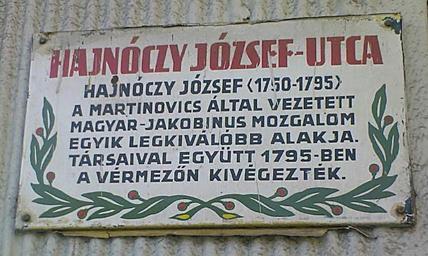 HAJNÓCZY JÓZSEF-UTCA
HAJNÓCZY JÓZSEF (1750-1795)
A MARTINOVICS ÁLTAL VEZETETT
MAGYAR-JAKOBINUS MOZGALOM
EGYIK LEGKIVÁLÓBB ALAKJA.
TÁRSAIVAL EGYÜTT 1795-BEN
A VÉRMEZŐN KIVÉGEZTÉK.